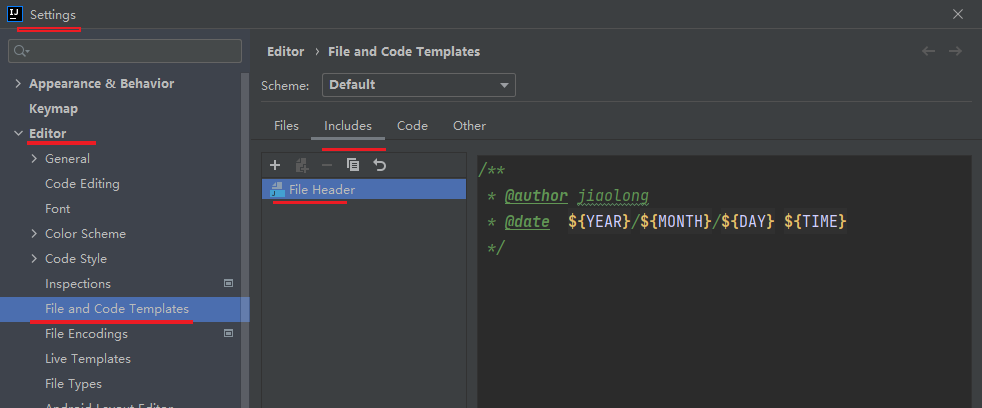 IJ Settings
Appearance & Behavior
Keymap
Editor
General
Code Editing
Font
Color Scheme
Code Style
Inspections
File and Code Templates
File Encodings
Live Templates
File Types
Android Layout Editor
Editor › File and Code Templates
Scheme: Default
Files Includes Code Other
File Header
/**
* @author jiaolong
* @date ${YEAR}/${MONTH}/${DAY} ${TIME}
*/